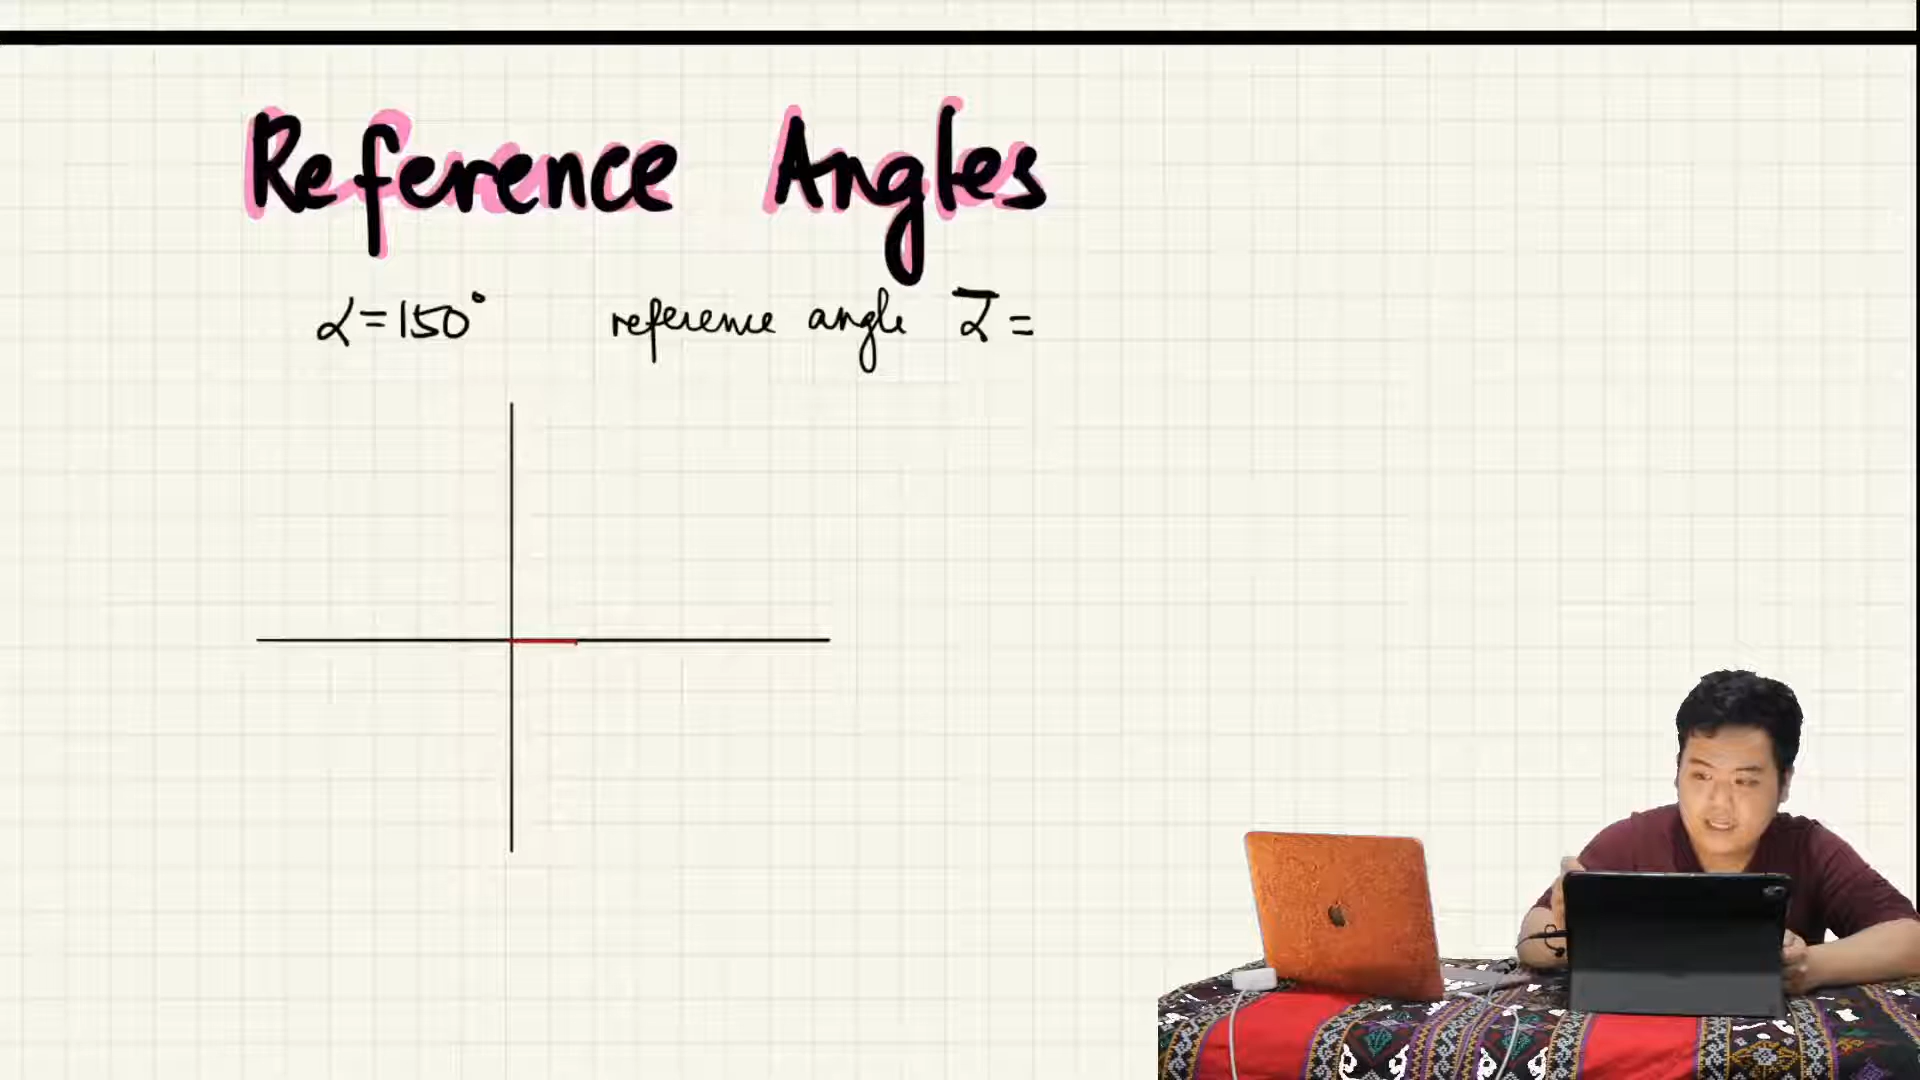 Reference Angles
α=150° reference angle ᾱ =